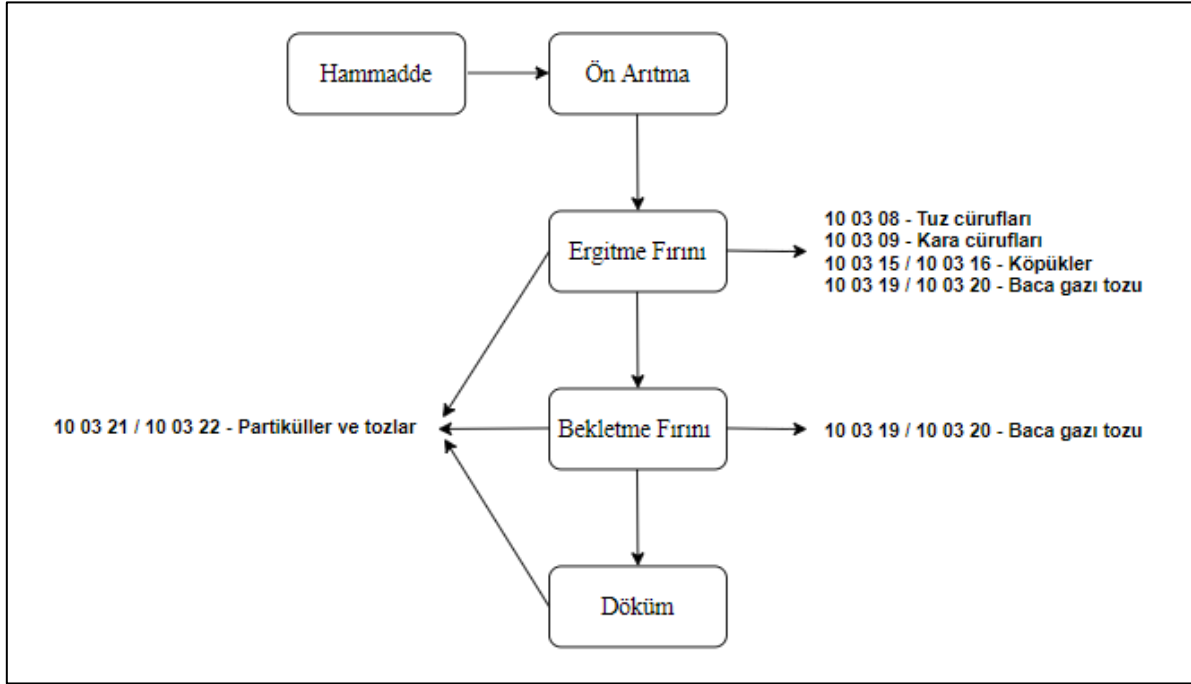 Hammadde
Ön Arıtma
Ergitme Fırını
10 03 08 - Tuz cürufları
10 03 09 - Kara cürufları
10 03 15 / 10 03 16 - Köpükler
10 03 19 / 10 03 20 - Baca gazı tozu
10 03 21 / 10 03 22 - Partiküller ve tozlar
Bekletme Fırını
10 03 19 / 10 03 20 - Baca gazı tozu
Döküm